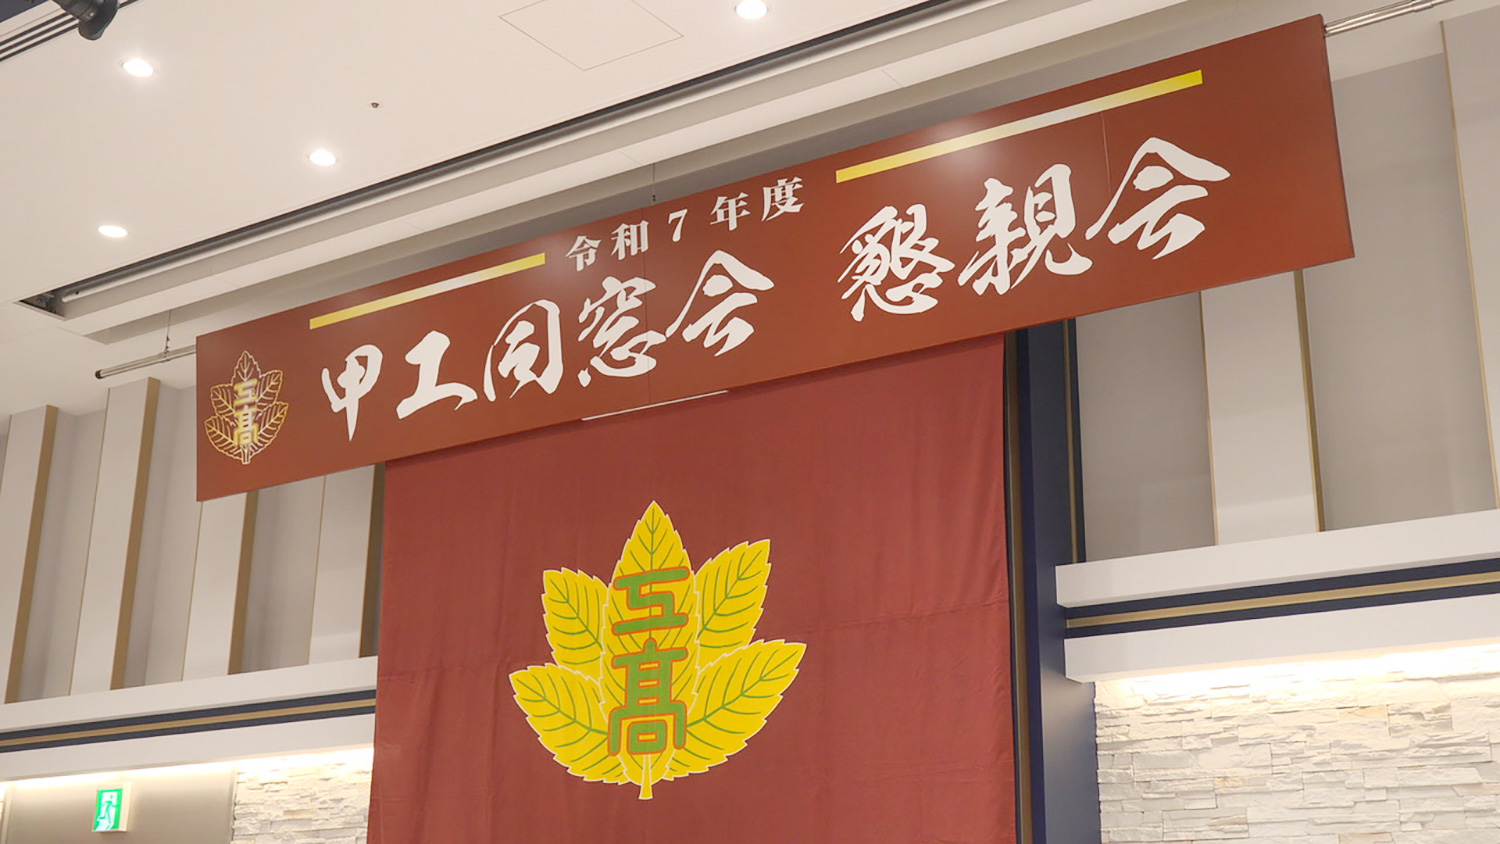 令和7年度
甲工同窓会 懇親会
工高
工高